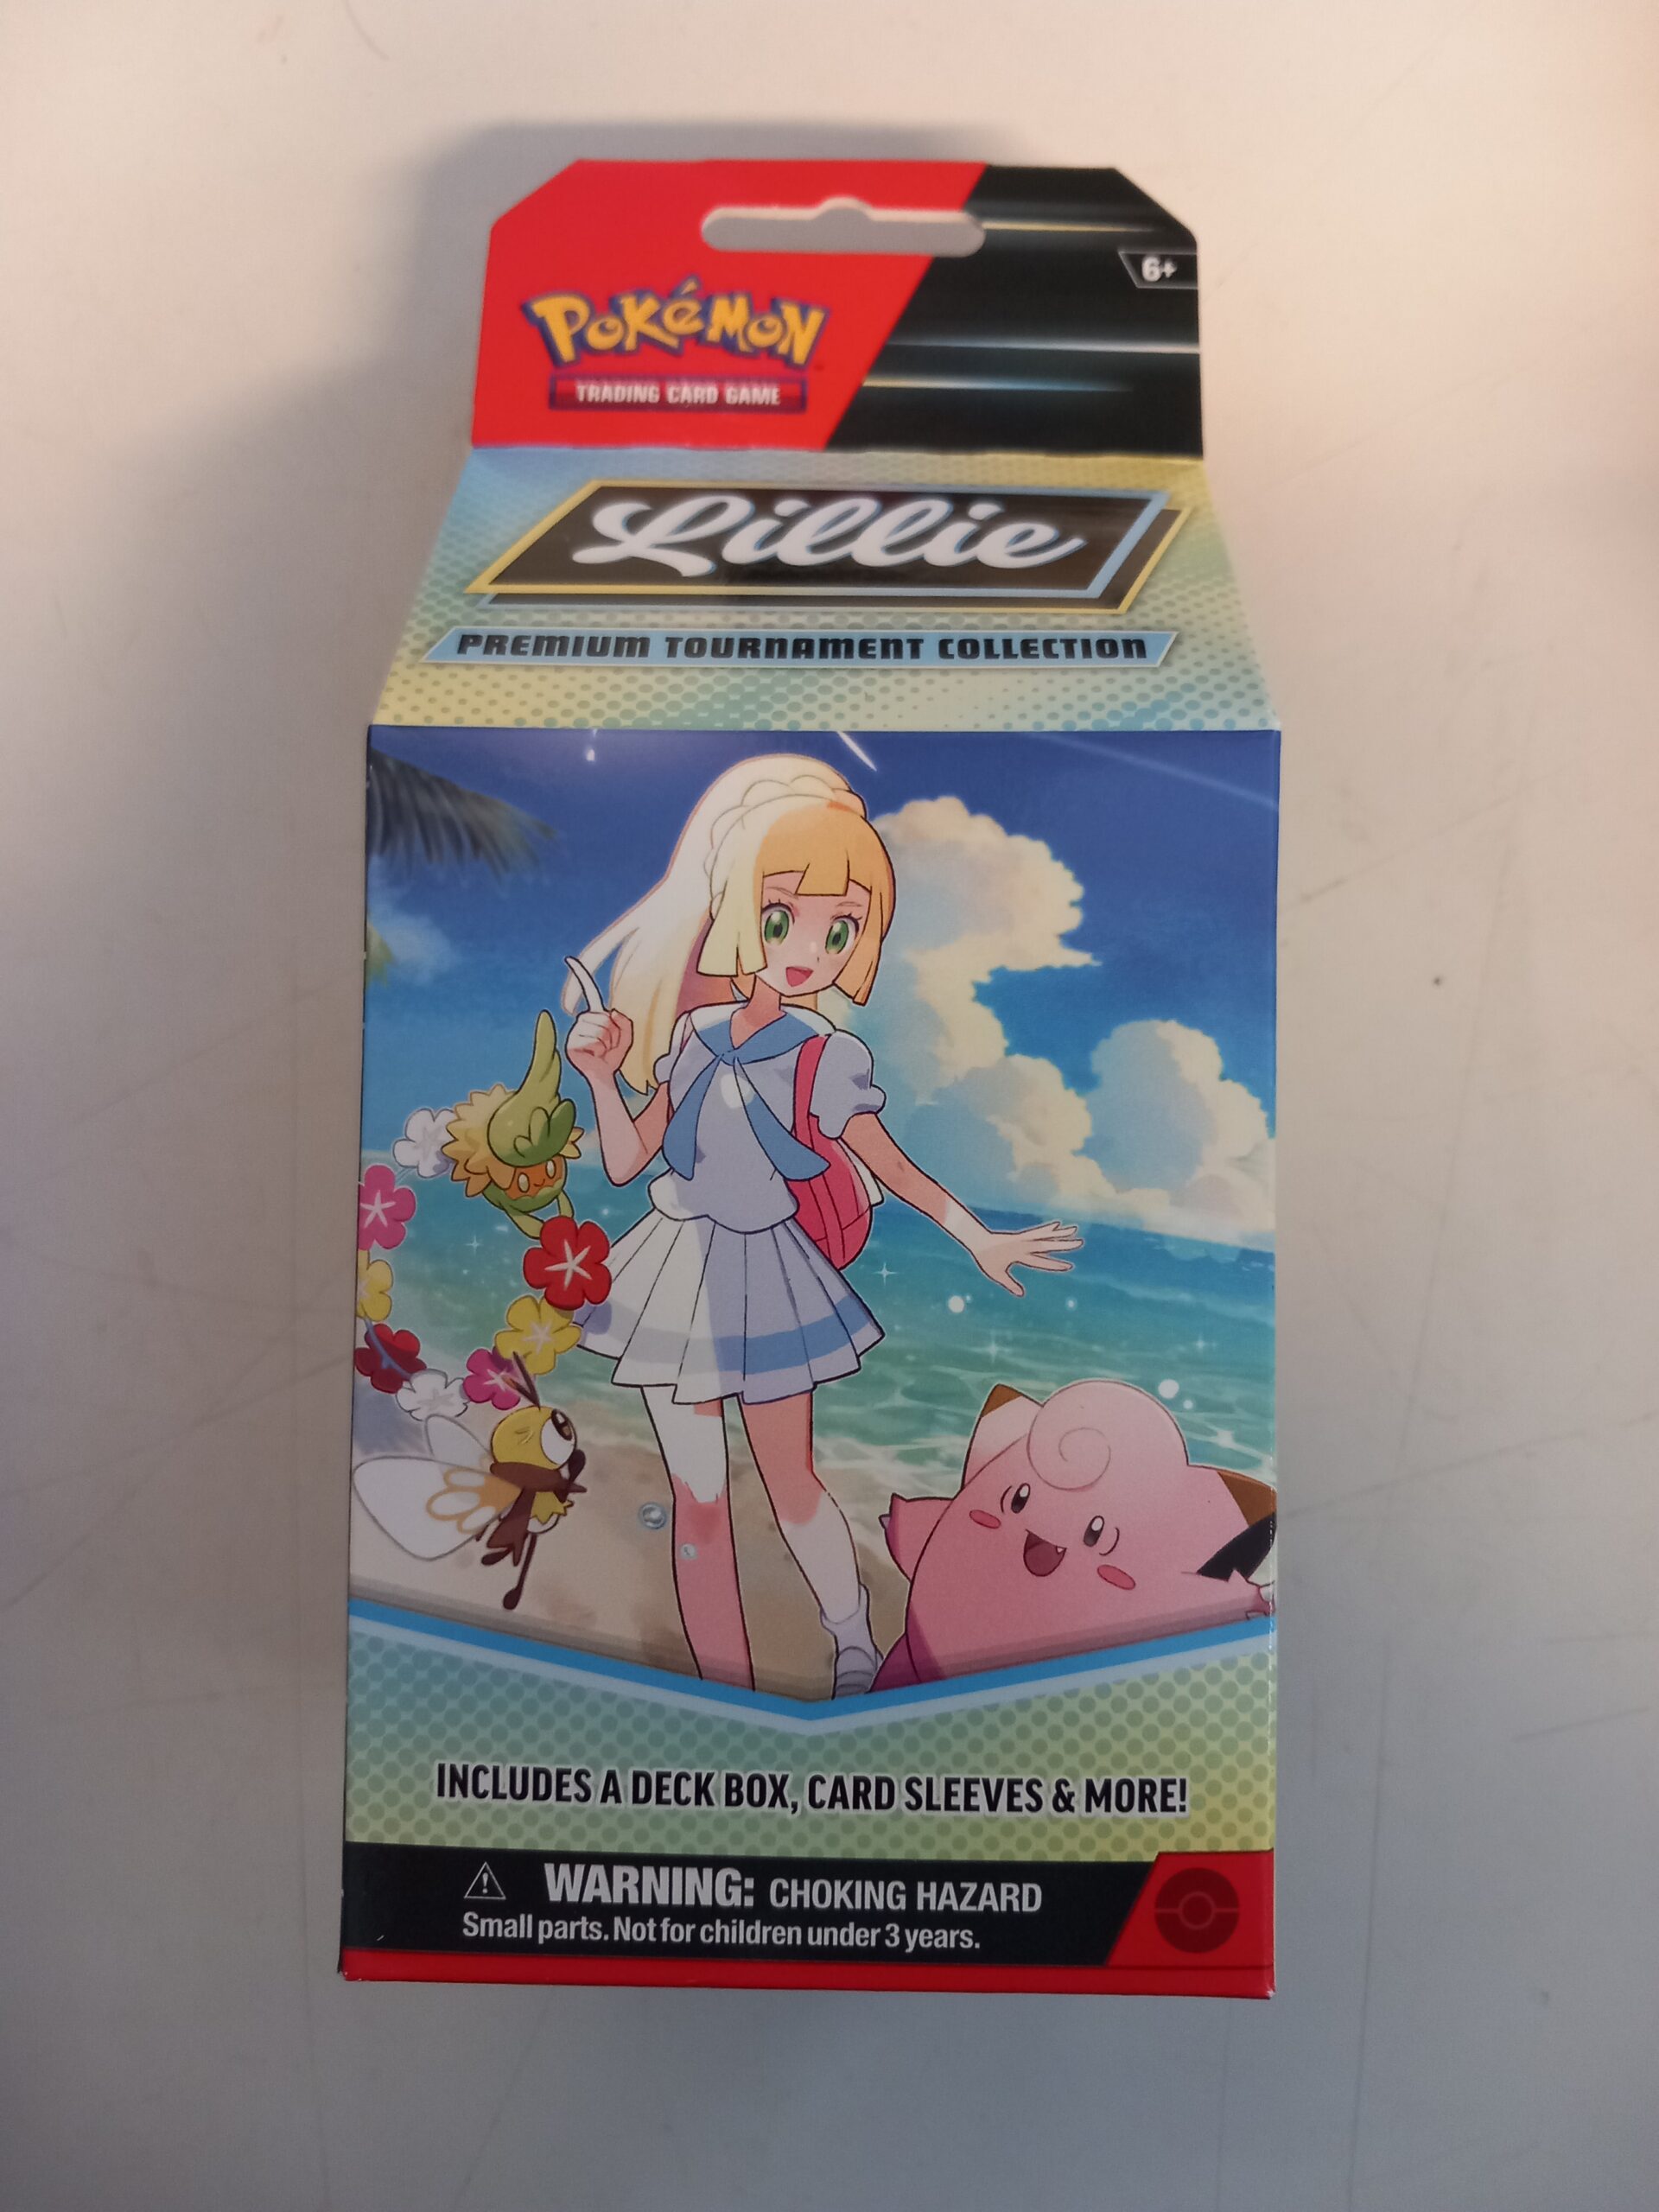 6+
POKéMON
TRADING CARD GAME
Lillie
PREMIUM TOURNAMENT COLLECTION
INCLUDES A DECK BOX, CARD SLEEVES & MORE!
WARNING: CHOKING HAZARD
Small parts. Not for children under 3 years.